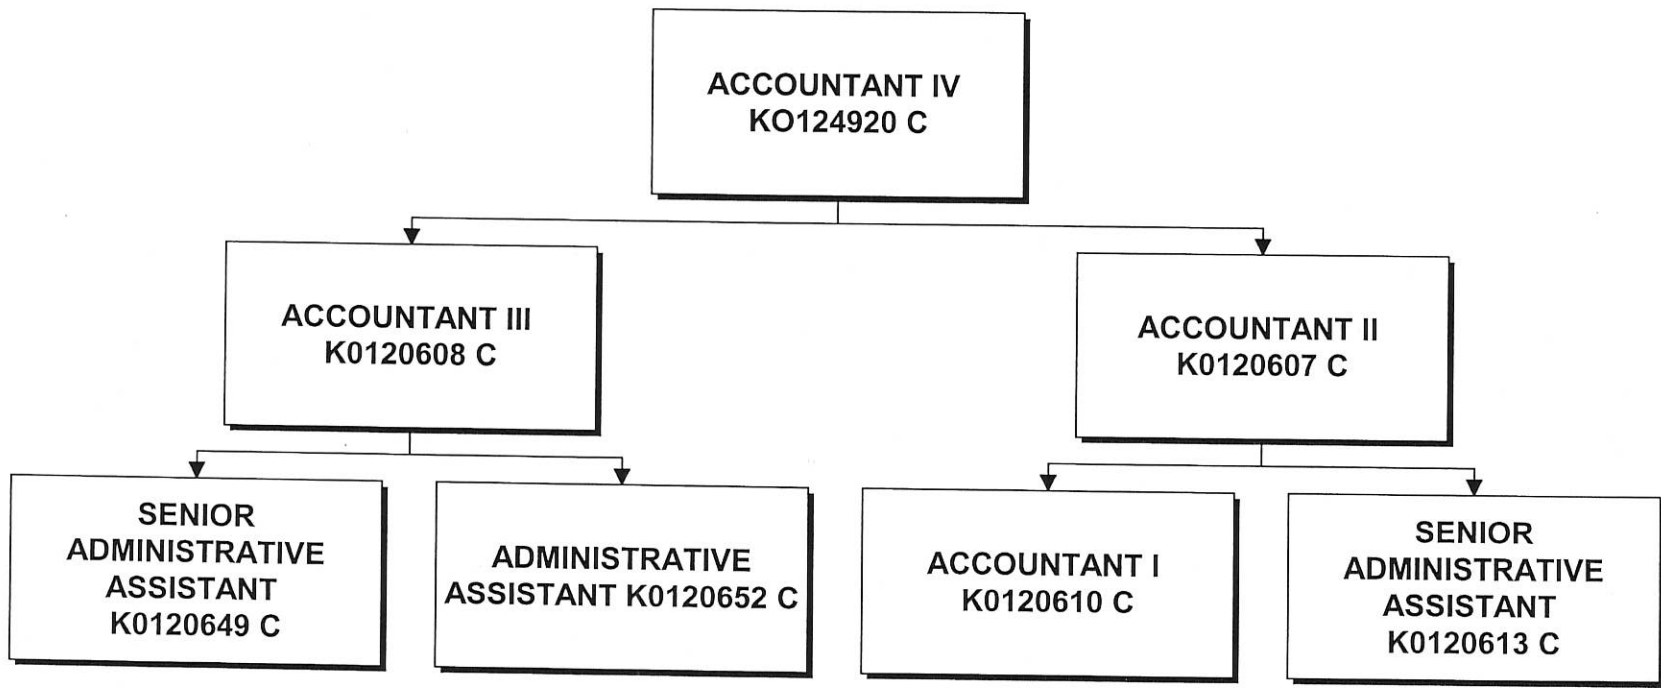 ACCOUNTANT IV
KO124920 C
ACCOUNTANT III
K0120608 C
ACCOUNTANT II
K0120607 C
SENIOR
ADMINISTRATIVE
ASSISTANT
K0120649 C
ADMINISTRATIVE
ASSISTANT K0120652 C
ACCOUNTANT I
K0120610 C
SENIOR
ADMINISTRATIVE
ASSISTANT
K0120613 C